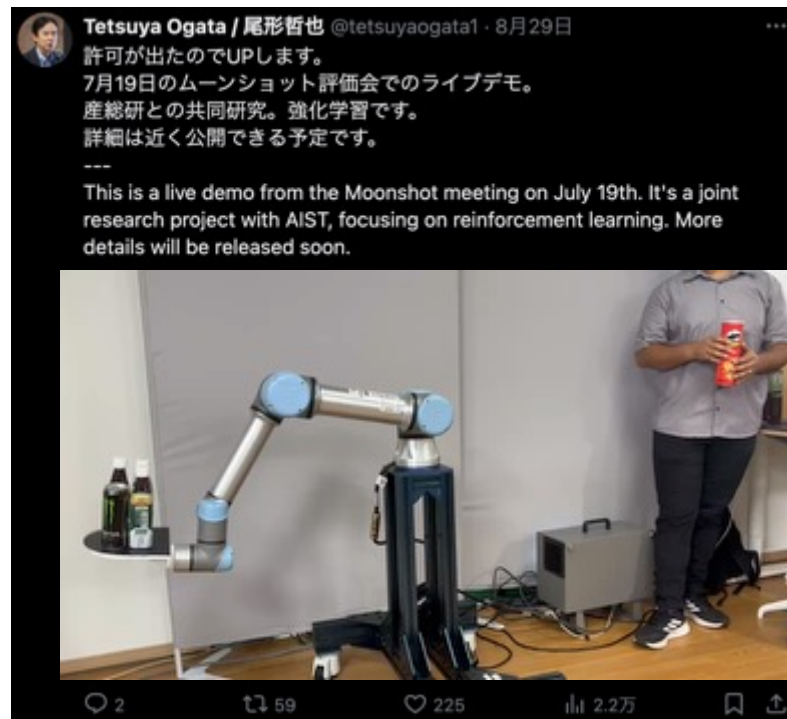 Tetsuya Ogata / 尾形哲也 @tetsuyaogata1 · 8月29日
許可が出たのでUPします。
7月19日のムーンショット評価会でのライブデモ。
産総研との共同研究。強化学習です。
詳細は近く公開できる予定です。
---
This is a live demo from the Moonshot meeting on July 19th. It's a joint
research project with AIST, focusing on reinforcement learning. More
details will be released soon.
2 59 225 2.2万